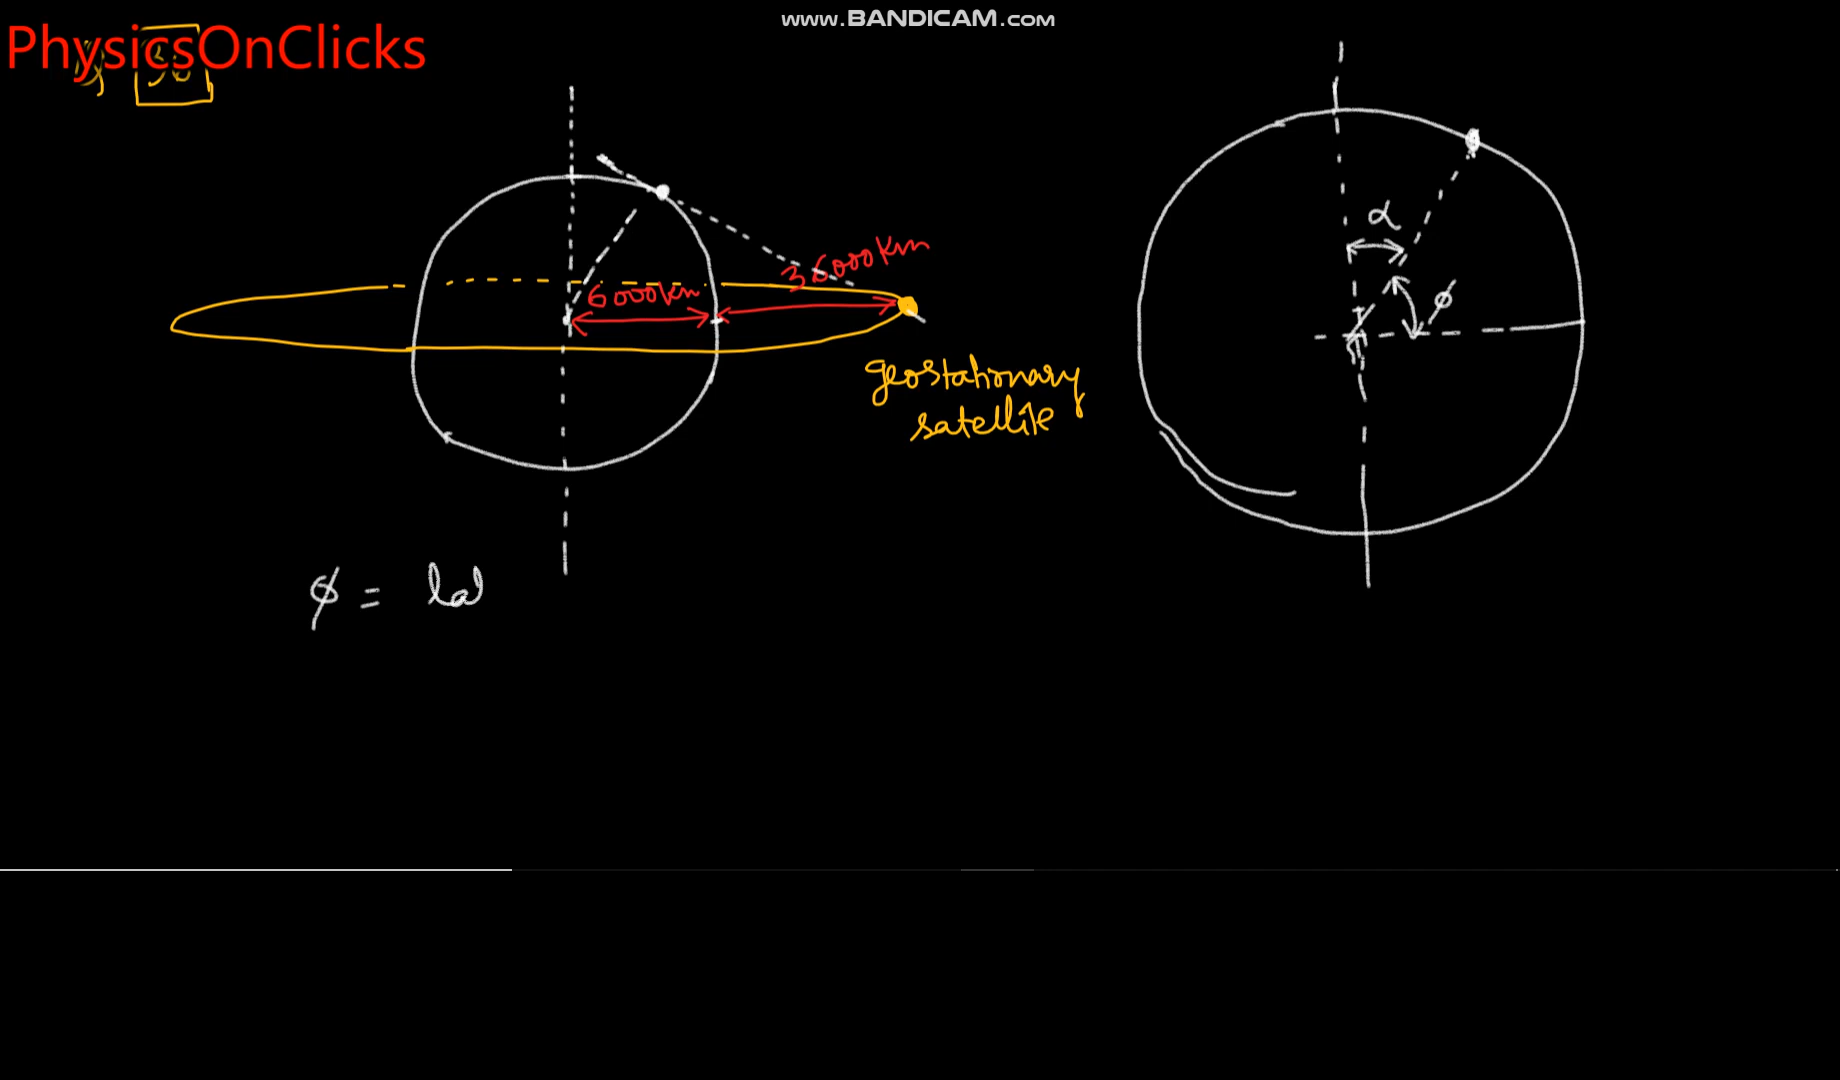 www.BANDICAM.com
PhysicsOnClicks
36000km
6000km
geostationary
satellite
α
ϕ
ϕ = lat